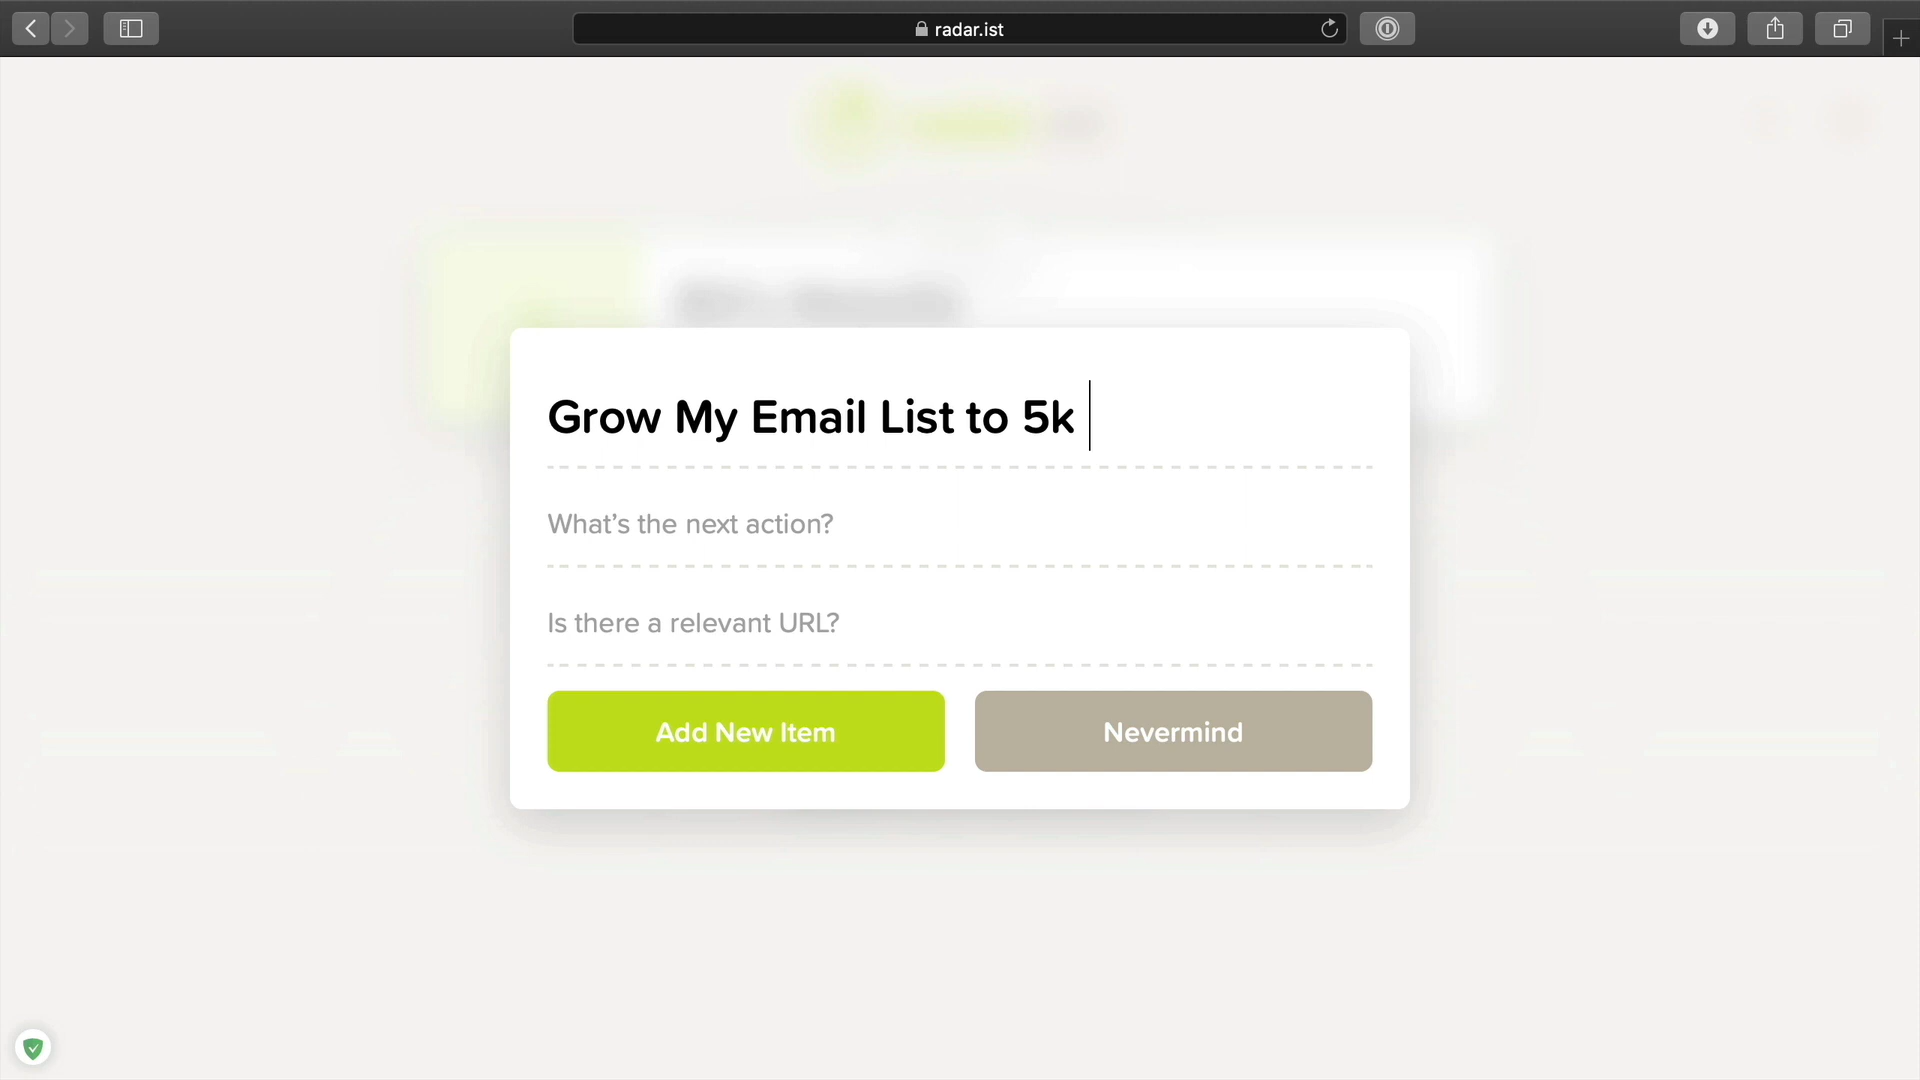 radar.ist
Grow My Email List to 5k
What’s the next action?
Is there a relevant URL?
Add New Item
Nevermind